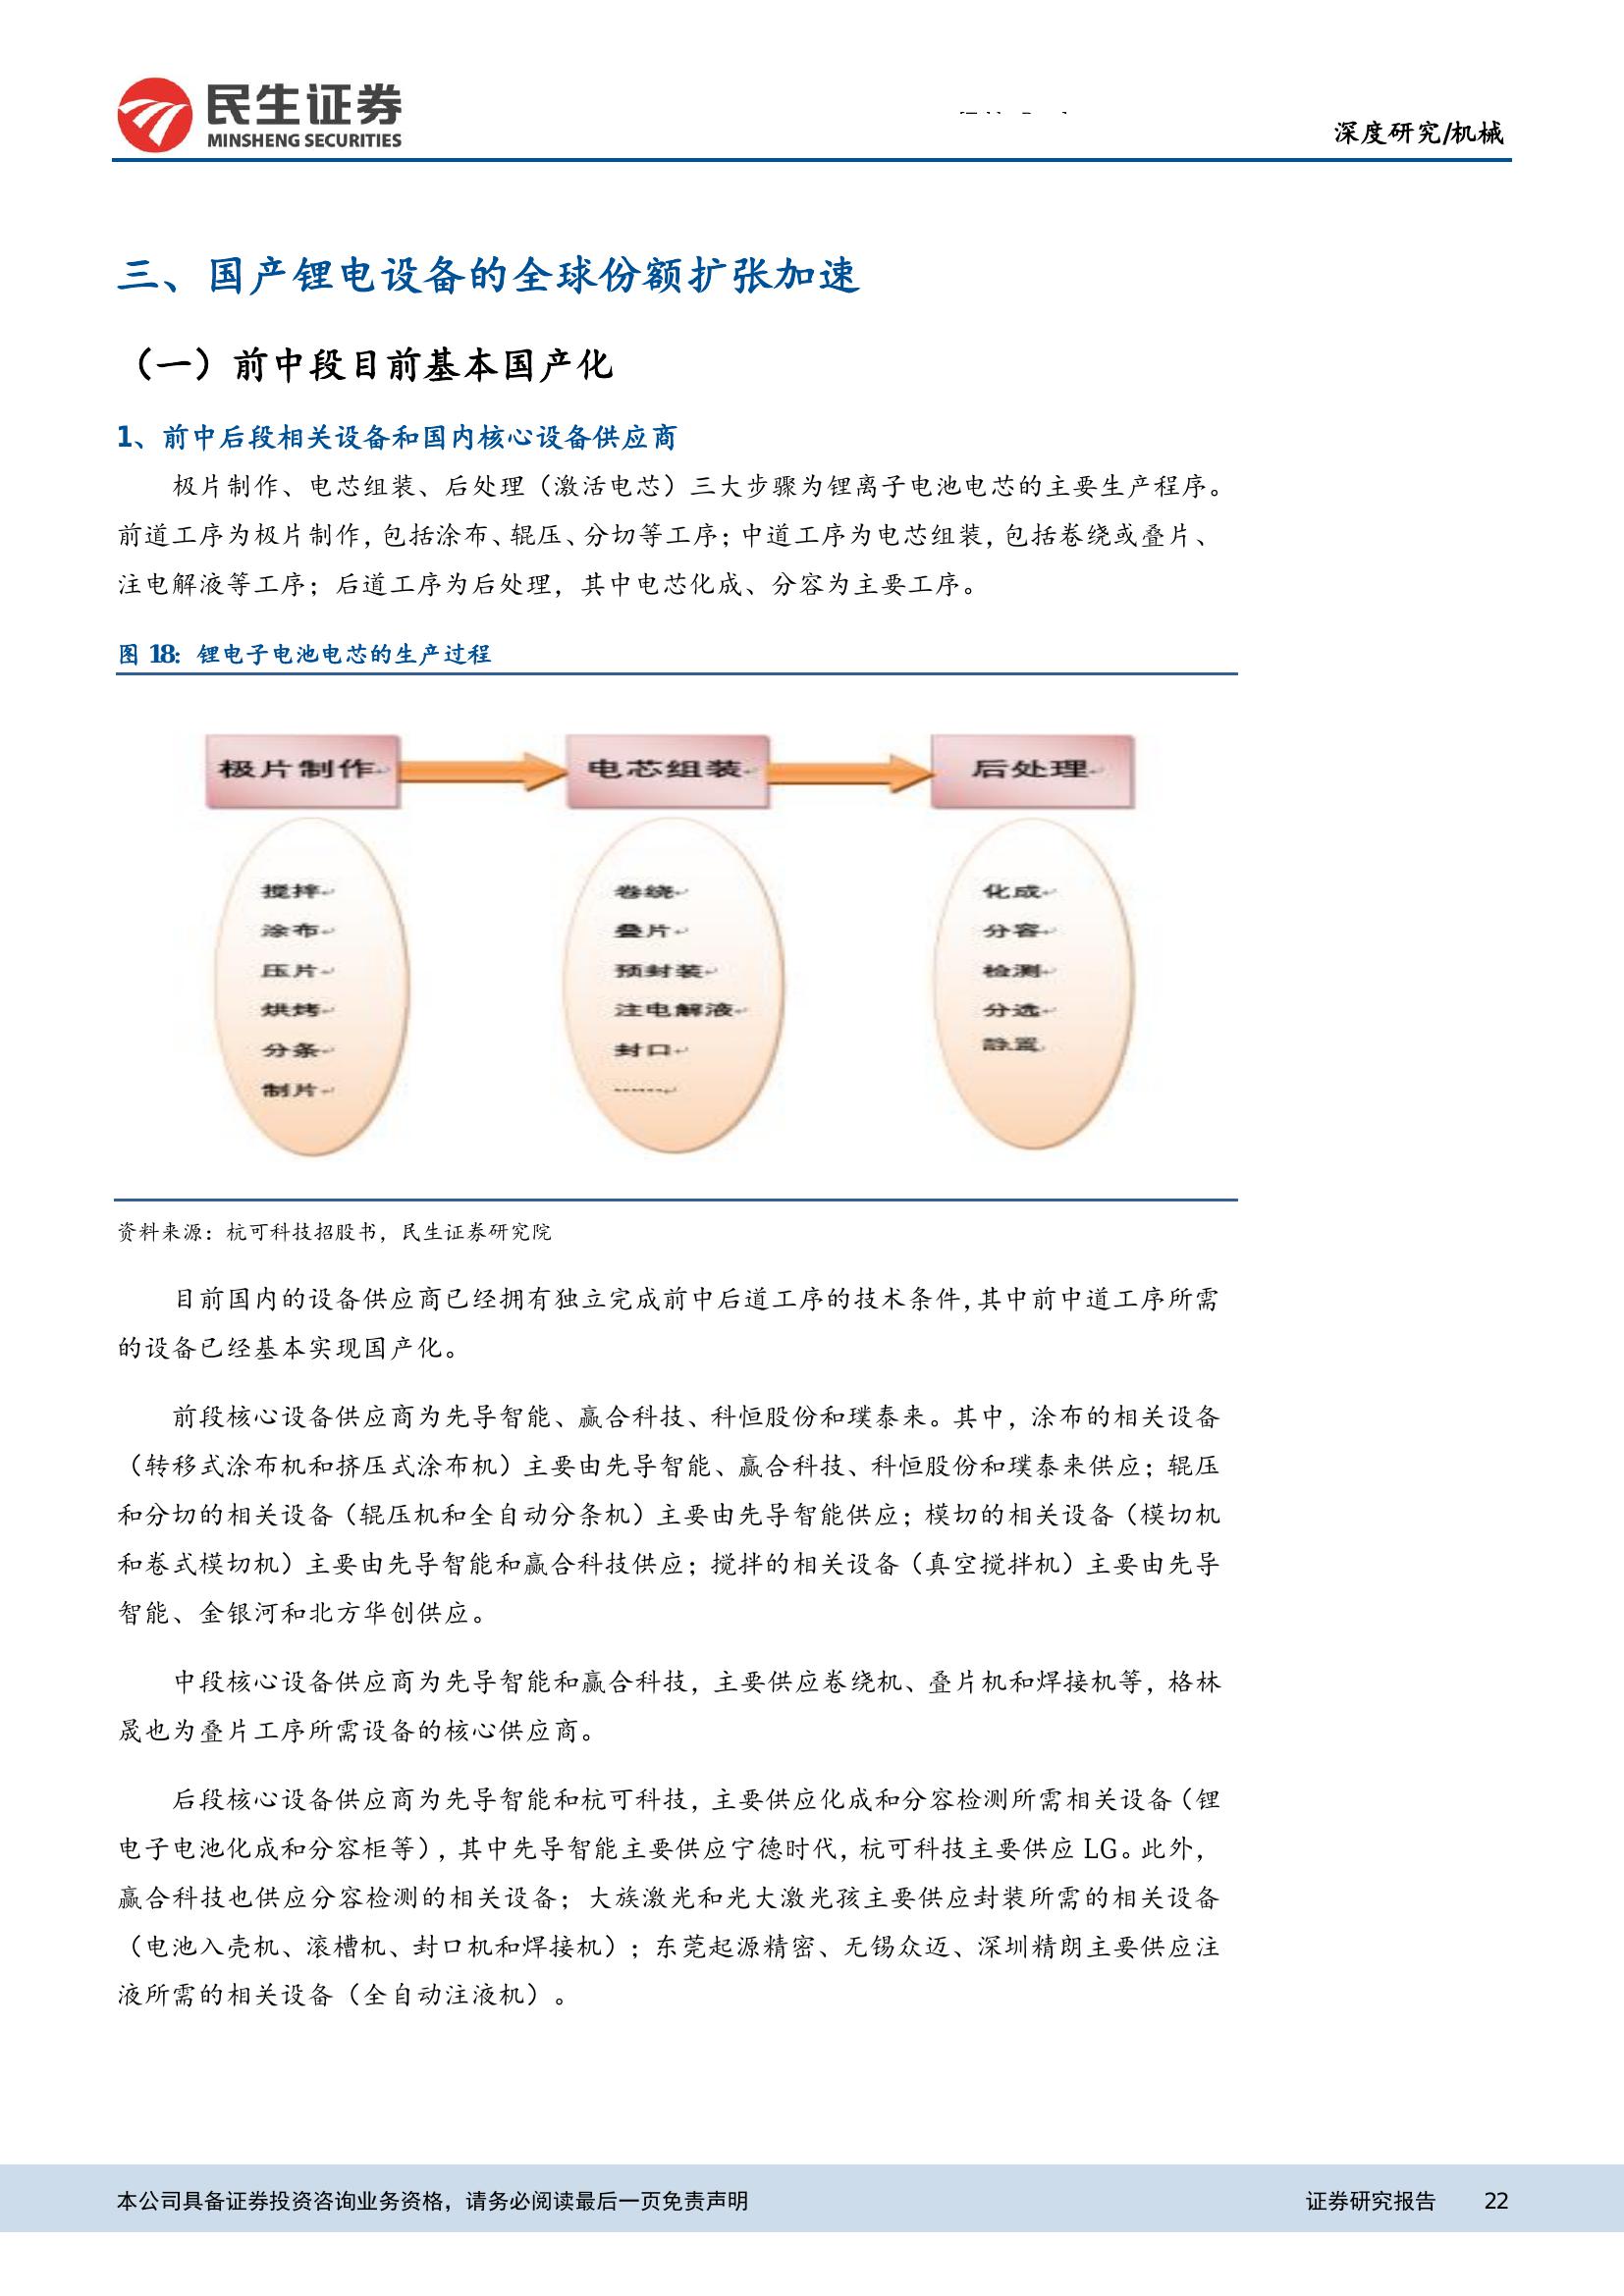 民生证券
MINSHENG SECURITIES
深度研究/机械
三、国产锂电设备的全球份额扩张加速
（一）前中段目前基本国产化
1、前中后段相关设备和国内核心设备供应商
极片制作、电芯组装、后处理（激活电芯）三大步骤为锂离子电池电芯的主要生产程序。
前道工序为极片制作，包括涂布、辊压、分切等工序；中道工序为电芯组装，包括卷绕或叠片、
注电解液等工序；后道工序为后处理，其中电芯化成、分容为主要工序。
图 18：锂电子电池电芯的生产过程
极片制作
电芯组装
后处理
搅拌
涂布
压片
烘烤
分条
制片
卷绕
叠片
预封装
注电解液
封口
------
化成
分容
检测
分选
静置
资料来源：杭可科技招股书，民生证券研究院
目前国内的设备供应商已经拥有独立完成前中后道工序的技术条件，其中前中道工序所需
的设备已经基本实现国产化。
前段核心设备供应商为先导智能、赢合科技、科恒股份和璞泰来。其中，涂布的相关设备
（转移式涂布机和挤压式涂布机）主要由先导智能、赢合科技、科恒股份和璞泰来供应；辊压
和分切的相关设备（辊压机和全自动分条机）主要由先导智能供应；模切的相关设备（模切机
和卷式模切机）主要由先导智能和赢合科技供应；搅拌的相关设备（真空搅拌机）主要由先导
智能、金银河和北方华创供应。
中段核心设备供应商为先导智能和赢合科技，主要供应卷绕机、叠片机和焊接机等，格林
晟也为叠片工序所需设备的核心供应商。
后段核心设备供应商为先导智能和杭可科技，主要供应化成和分容检测所需相关设备（锂
电子电池化成和分容柜等），其中先导智能主要供应宁德时代，杭可科技主要供应 LG。此外，
赢合科技也供应分容检测的相关设备；大族激光和光大激光孩主要供应封装所需的相关设备
（电池入壳机、滚槽机、封口机和焊接机）；东莞起源精密、无锡众迈、深圳精朗主要供应注
液所需的相关设备（全自动注液机）。
本公司具备证券投资咨询业务资格，请务必阅读最后一页免责声明
证券研究报告 22